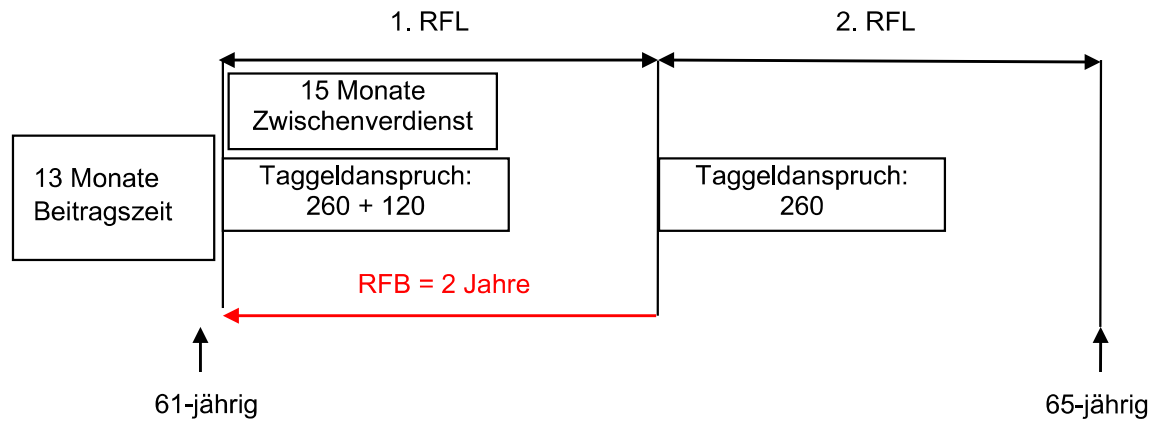 1. RFL
2. RFL
15 Monate
Zwischenverdienst
13 Monate
Beitragszeit
Taggeldanspruch:
260 + 120
Taggeldanspruch:
260
RFB = 2 Jahre
61-jährig
65-jährig